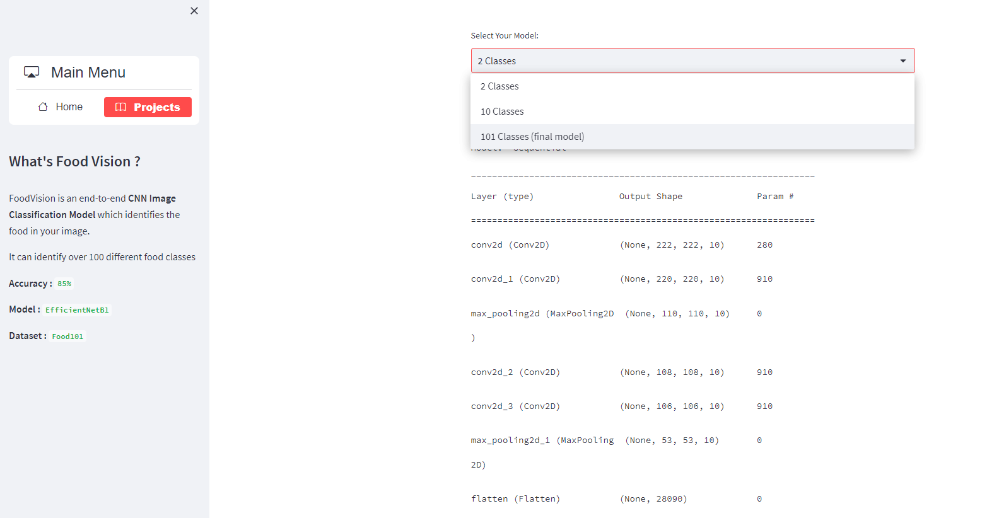 Main Menu
Home
Projects
What's Food Vision ?
FoodVision is an end-to-end CNN Image
Classification Model which identifies the
food in your image.
It can identify over 100 different food classes
Accuracy : 85%
Model : EfficientNetB1
Dataset : Food101
Select Your Model:
2 Classes
2 Classes
10 Classes
101 Classes (final model)
Layer (type) Output Shape Param #
conv2d (Conv2D) (None, 222, 222, 10) 280
conv2d_1 (Conv2D) (None, 220, 220, 10) 910
max_pooling2d (MaxPooling2D (None, 110, 110, 10) 0
)
conv2d_2 (Conv2D) (None, 108, 108, 10) 910
conv2d_3 (Conv2D) (None, 106, 106, 10) 910
max_pooling2d_1 (MaxPooling (None, 53, 53, 10) 0
2D)
flatten (Flatten) (None, 28090) 0